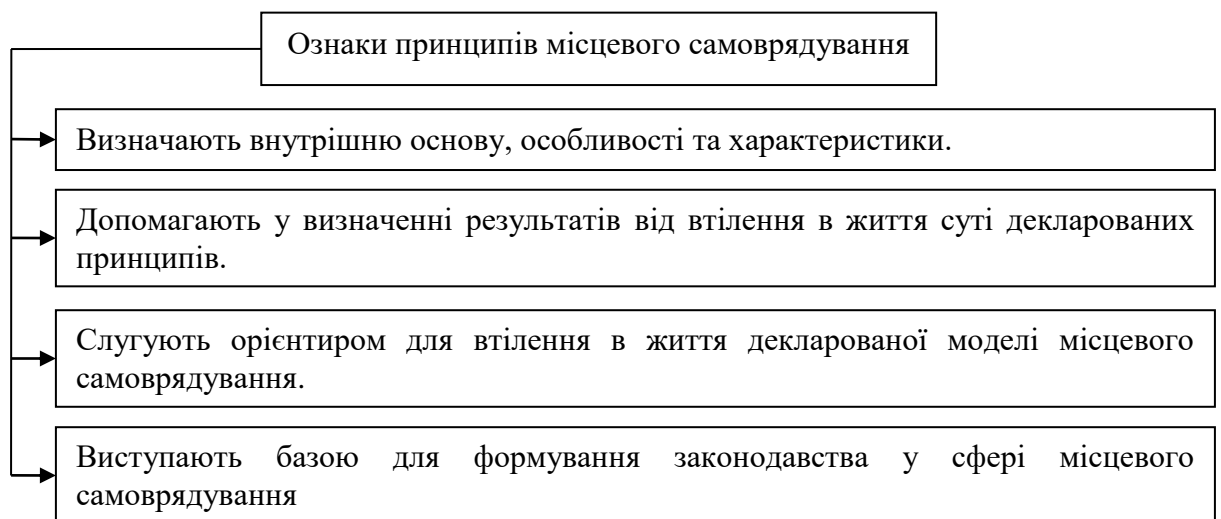 Ознаки принципів місцевого самоврядування
Визначають внутрішню основу, особливості та характеристики.
Допомагають у визначенні результатів від втілення в життя суті декларованих
принципів.
Слугують орієнтиром для втілення в життя декларованої моделі місцевого
самоврядування.
Виступають базою для формування законодавства у сфері місцевого
самоврядування